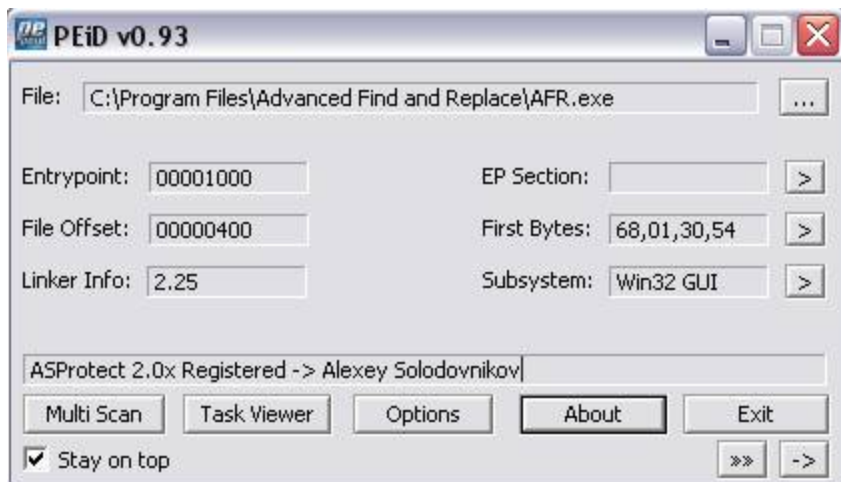 PEiD v0.93
File: C:\Program Files\Advanced Find and Replace\AFR.exe ...
Entrypoint: 00001000 EP Section: >
File Offset: 00000400 First Bytes: 68,01,30,54 >
Linker Info: 2.25 Subsystem: Win32 GUI >
ASProtect 2.0x Registered -> Alexey Solodovnikov
Multi Scan Task Viewer Options About Exit
Stay on top »» ->